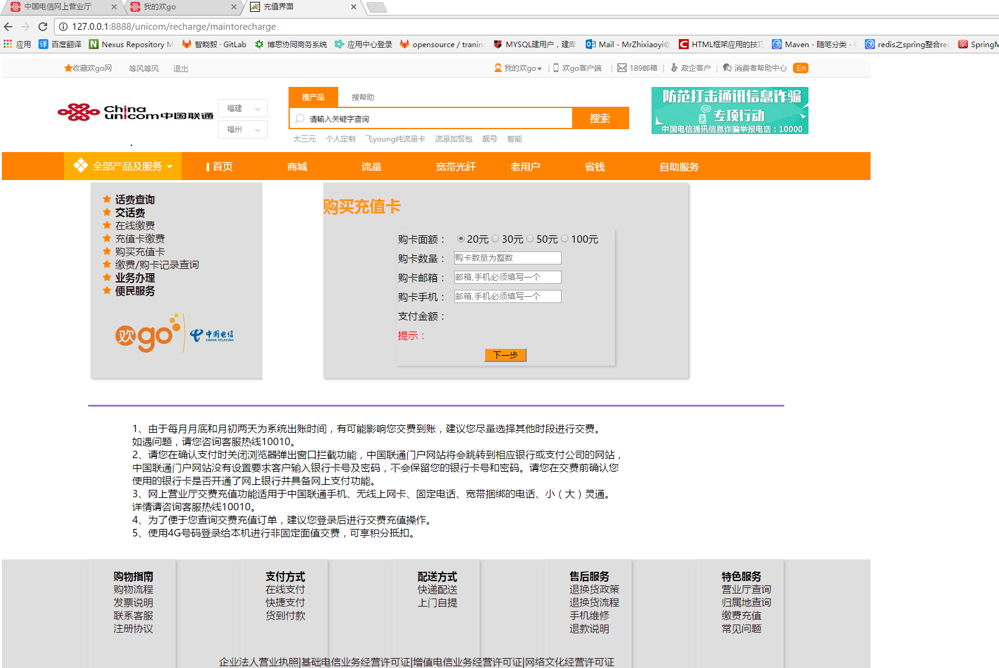 中国电信网上营业厅
我的欢go
充值界面
127.0.0.1:8888/unicom/recharge/maintorecharge
应用 百度翻译 Nexus Repository M 智晓毅 · GitLab 博思协同商务系统 应用中心登录 opensource / tranin MYSQL建用户，建库 Mail - MrZhixiaoyi@ HTML框架应用的技巧 Maven - 随笔分类 - redis之spring整合red SpringM
收藏欢go网 等风等风 退出 我的欢go | 欢go客户端 | 189邮箱 | 政企客户 | 消费者帮助中心 En
China
unicom中国联通
福建
福州
搜产品 搜帮助
请输入关键字查询 搜索
大三元 个人定制 飞young纯流量卡 流量加餐包 靓号 智能
防范打击通讯信息诈骗
专项行动
中国电信通讯信息诈骗举报电话：10000
全部产品及服务 首页 商城 流量 宽带光纤 老用户 省钱 自助服务
话费查询
交话费
在线缴费
充值卡缴费
购买充值卡
缴费/购卡记录查询
业务办理
便民服务
欢go 中国电信
CHINA TELECOM
购买充值卡
购卡面额： 20元 30元 50元 100元
购卡数量： 购卡数量为整数
购卡邮箱： 邮箱,手机必须填写一个
购卡手机： 邮箱,手机必须填写一个
支付金额：
提示：
下一步
1、由于每月月底和月初两天为系统出账时间，有可能影响您交费到账，建议您尽量选择其他时段进行交费。
如遇问题，请您咨询客服热线10010。
2、请您在确认支付时关闭浏览器弹出窗口拦截功能，中国联通门户网站将会跳转到相应银行或支付公司的网站，
中国联通门户网站没有设置要求客户输入银行卡号及密码，不会保留您的银行卡号和密码。请您在交费前确认您
使用的银行卡是否开通了网上银行并具备网上支付功能。
3、网上营业厅交费充值功能适用于中国联通手机、无线上网卡、固定电话、宽带捆绑的电话、小（大）灵通。
详情请咨询客服热线10010。
4、为了便于您查询交费充值订单，建议您登录后进行交费充值操作。
5、使用4G号码登录给本机进行非固定面值交费，可享积分抵扣。
购物指南
购物流程
发票说明
联系客服
注册协议
支付方式
在线支付
快捷支付
货到付款
配送方式
快递配送
上门自提
售后服务
退换货政策
退换货流程
手机维修
退款说明
特色服务
营业厅查询
归属地查询
缴费充值
常见问题
企业法人营业执照|基础电信业务经营许可证|增值电信业务经营许可证|网络文化经营许可证